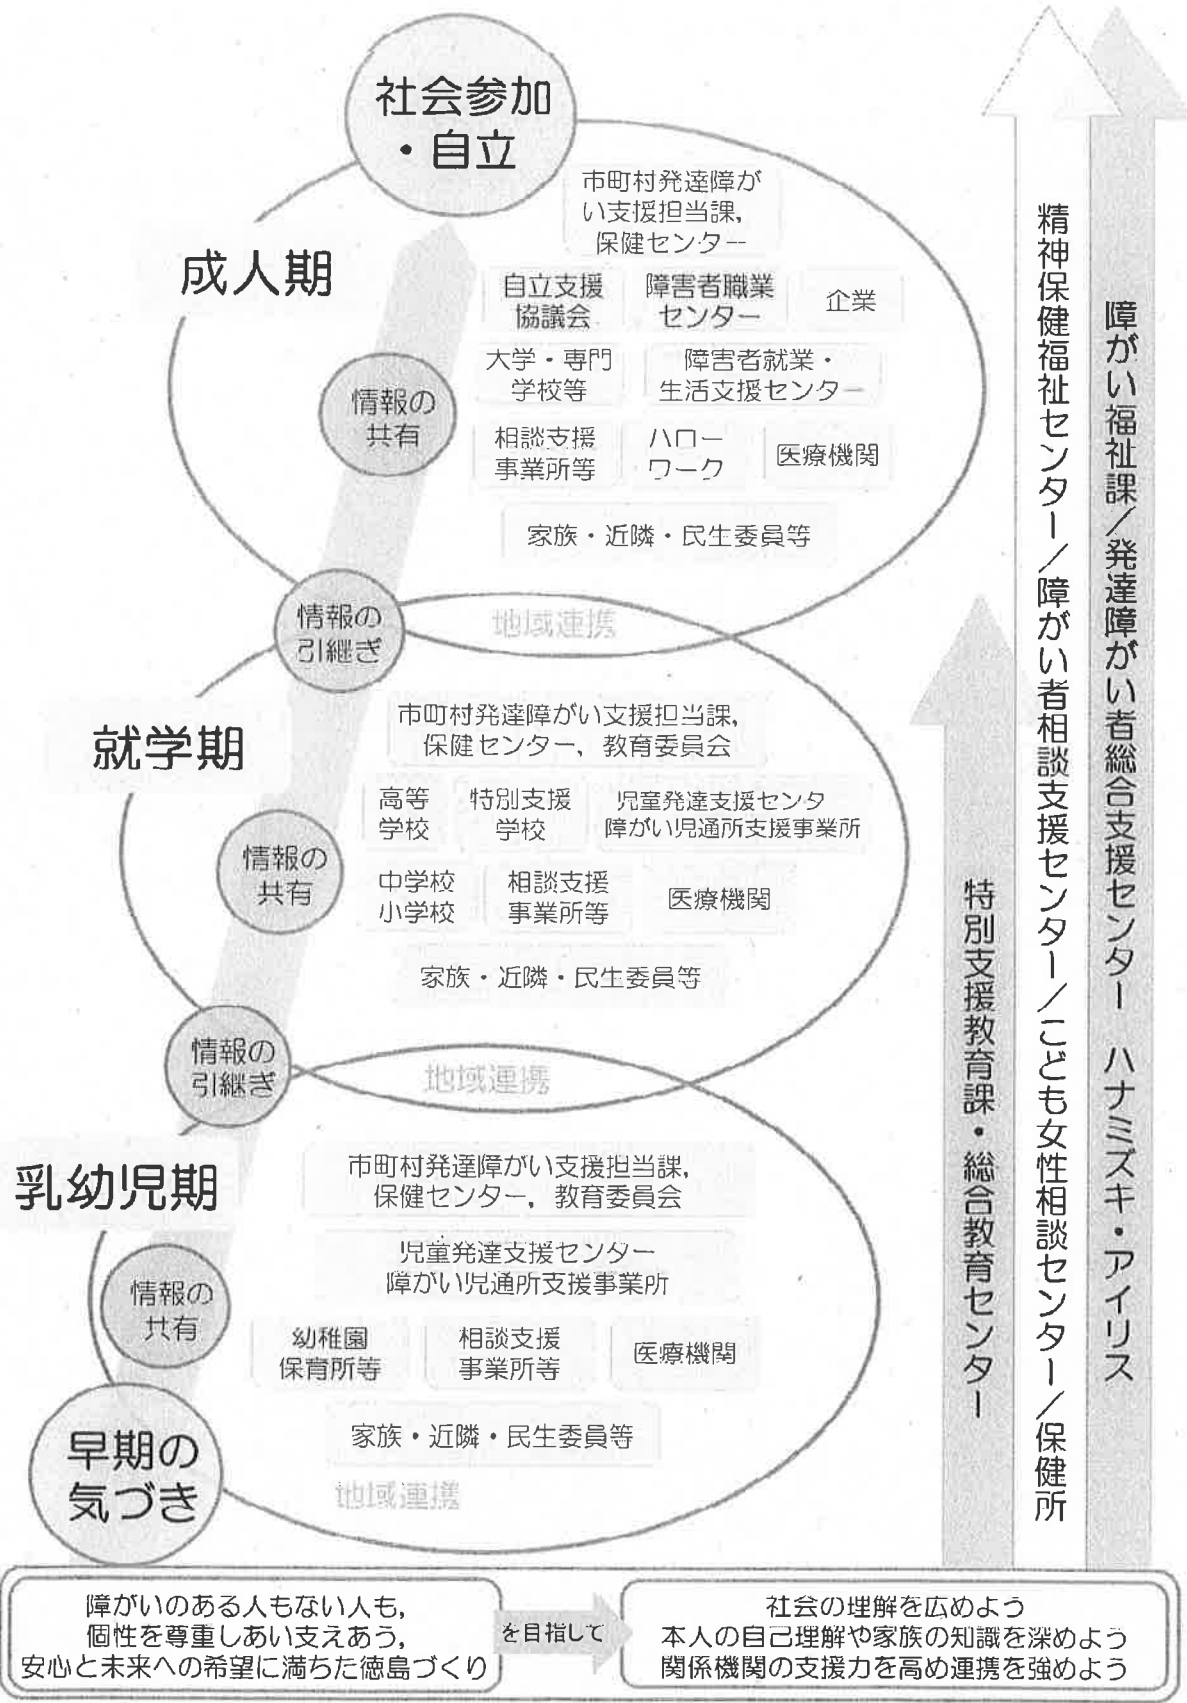 社会参加
・自立
成人期
市町村発達障が
い支援担当課,
保健センター
自立支援
協議会
障害者職業
センター
企業
大学・専門
学校等
障害者就業・
生活支援センター
情報の
共有
相談支援
事業所等
ハロー
ワーク
医療機関
家族・近隣・民生委員等
情報の
引継ぎ
地域連携
就学期
市町村発達障がい支援担当課,
保健センター, 教育委員会
高等
学校
特別支援
学校
児童発達支援センタ
障がい児通所支援事業所
情報の
共有
中学校
小学校
相談支援
事業所等
医療機関
家族・近隣・民生委員等
情報の
引継ぎ
地域連携
乳幼児期
市町村発達障がい支援担当課,
保健センター, 教育委員会
児童発達支援センター
障がい児通所支援事業所
情報の
共有
幼稚園
保育所等
相談支援
事業所等
医療機関
家族・近隣・民生委員等
早期の
気づき
地域連携
特別支援教育課・総合教育センター
精神保健福祉センター/障がい者相談支援センター/こども女性相談センター/保健所
障がい福祉課/発達障がい者総合支援センター ハナミズキ・アイリス
障がいのある人もない人も,
個性を尊重しあい支えあう,
安心と未来への希望に満ちた徳島づくり
を目指して
社会の理解を広めよう
本人の自己理解や家族の知識を深めよう
関係機関の支援力を高め連携を強めよう